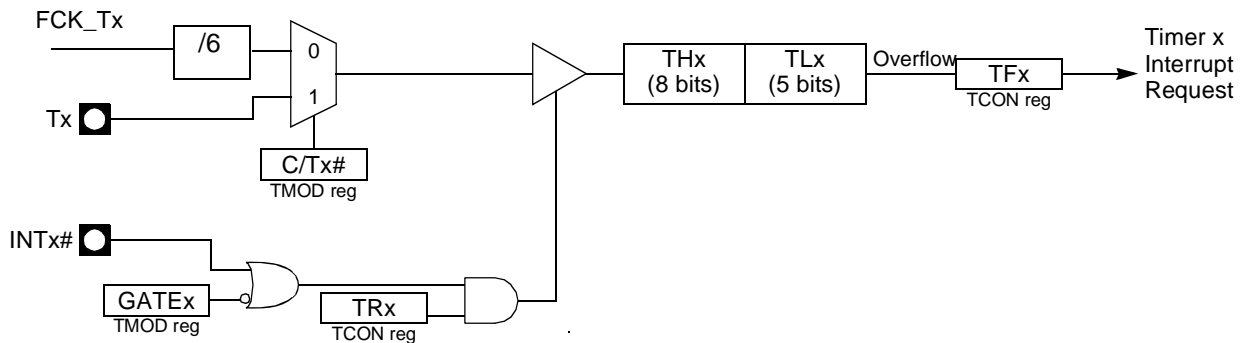 FCK_Tx
/6
0
1
Tx
C/Tx#
TMOD reg
THx
(8 bits)
TLx
(5 bits)
Overflow
TFx
TCON reg
Timer x
Interrupt
Request
INTx#
GATEx
TMOD reg
TRx
TCON reg